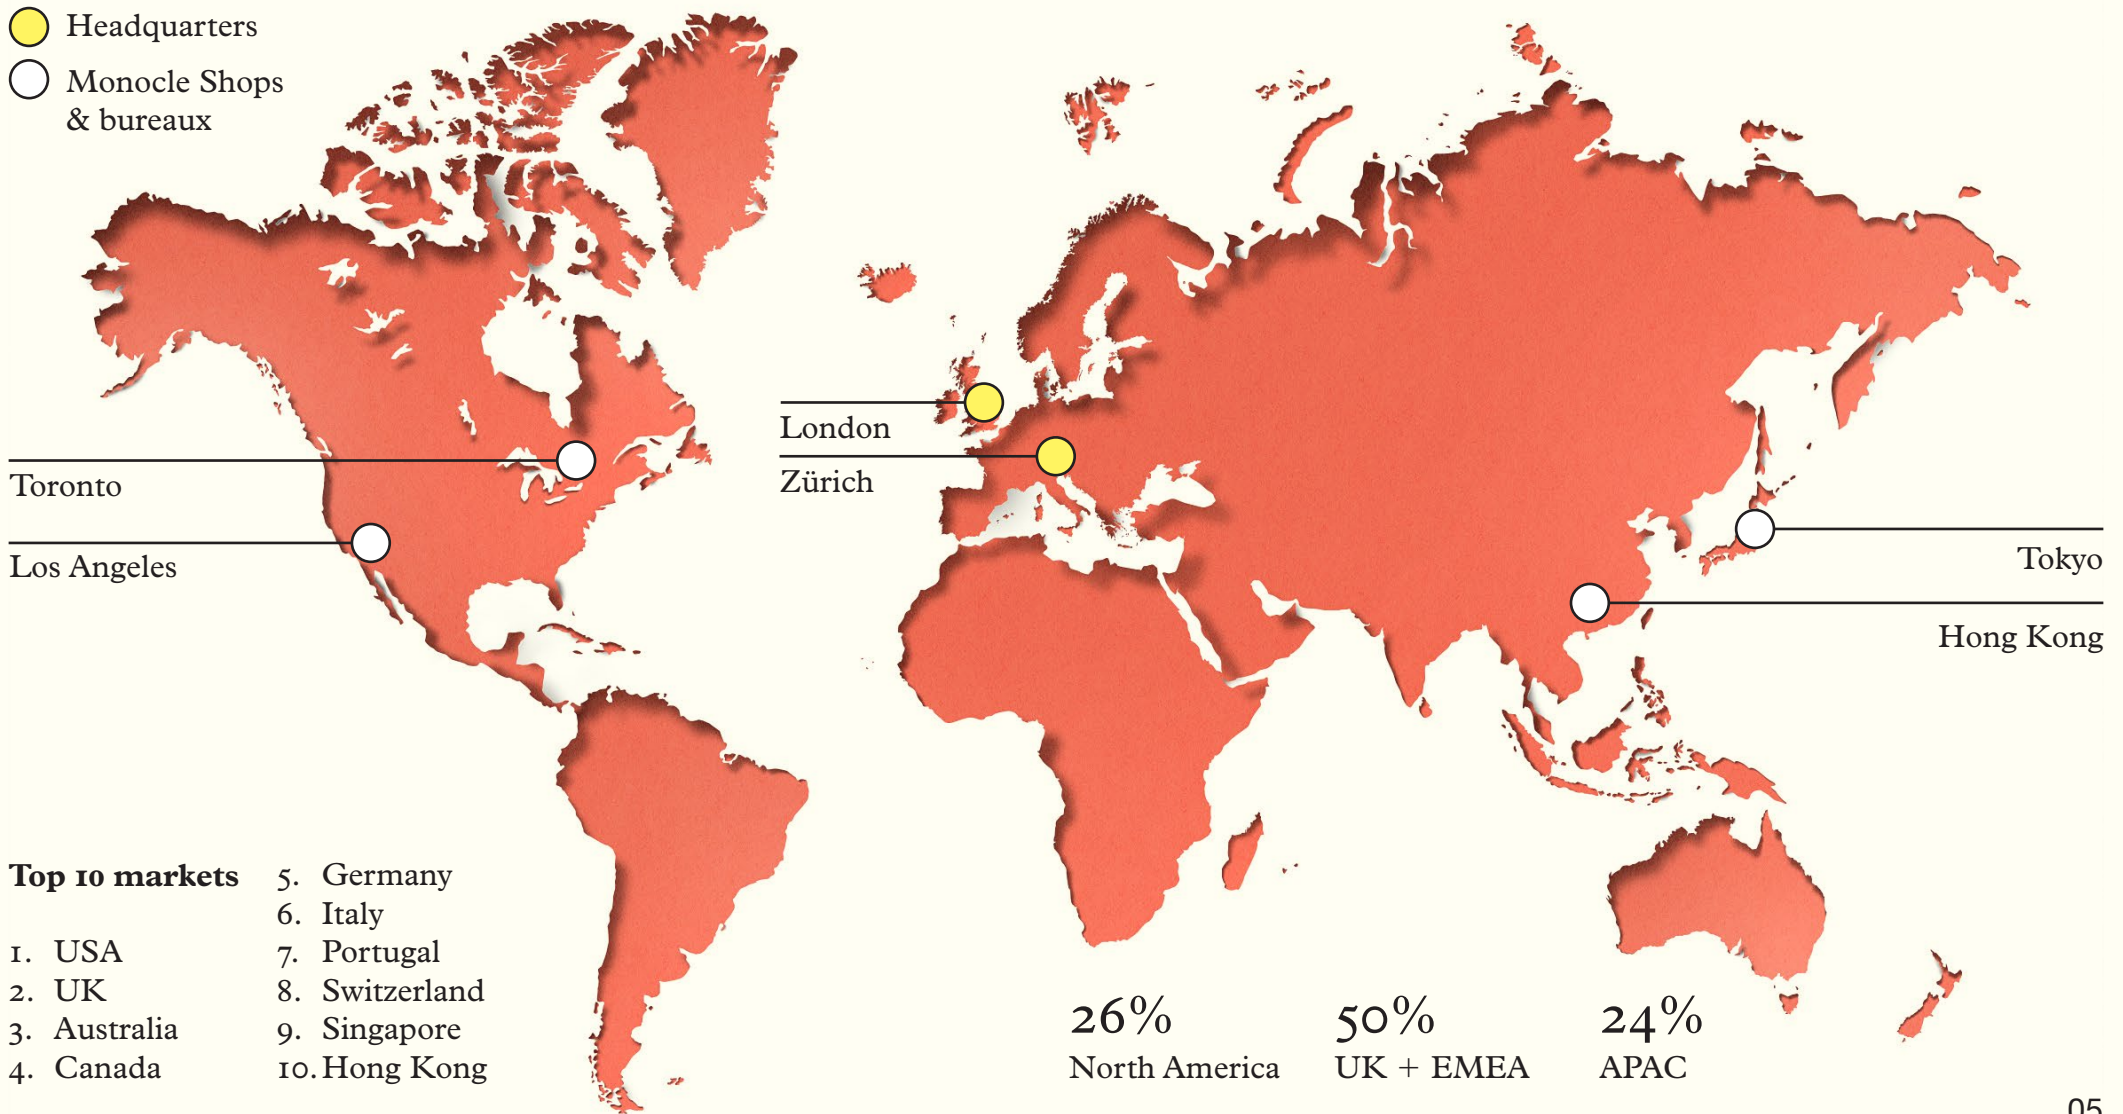 Headquarters
Monocle Shops
& bureaux
London
Zürich
Toronto
Los Angeles
Tokyo
Hong Kong
Top 10 markets
1. USA
2. UK
3. Australia
4. Canada
5. Germany
6. Italy
7. Portugal
8. Switzerland
9. Singapore
10. Hong Kong
26%
North America
50%
UK + EMEA
24%
APAC
05